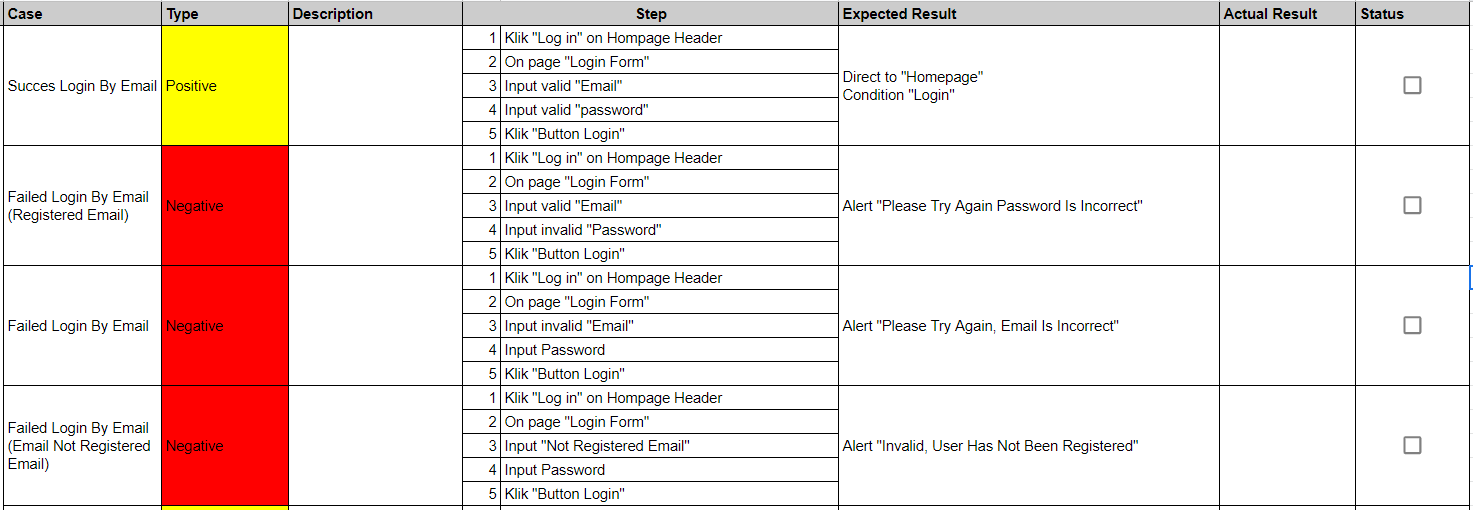 Case Type Description Step Expected Result Actual Result Status
Succes Login By Email Positive
1 Klik "Log in" on Hompage Header
2 On page "Login Form"
3 Input valid "Email"
4 Input valid "password"
5 Klik "Button Login"
Direct to "Homepage"
Condition "Login"
Failed Login By Email
(Registered Email)
Negative
1 Klik "Log in" on Hompage Header
2 On page "Login Form"
3 Input valid "Email"
4 Input invalid "Password"
5 Klik "Button Login"
Alert "Please Try Again Password Is Incorrect"
Failed Login By Email
Negative
1 Klik "Log in" on Hompage Header
2 On page "Login Form"
3 Input invalid "Email"
4 Input Password
5 Klik "Button Login"
Alert "Please Try Again, Email Is Incorrect"
Failed Login By Email
(Email Not Registered
Email)
Negative
1 Klik "Log in" on Hompage Header
2 On page "Login Form"
3 Input "Not Registered Email"
4 Input Password
5 Klik "Button Login"
Alert "Invalid, User Has Not Been Registered"